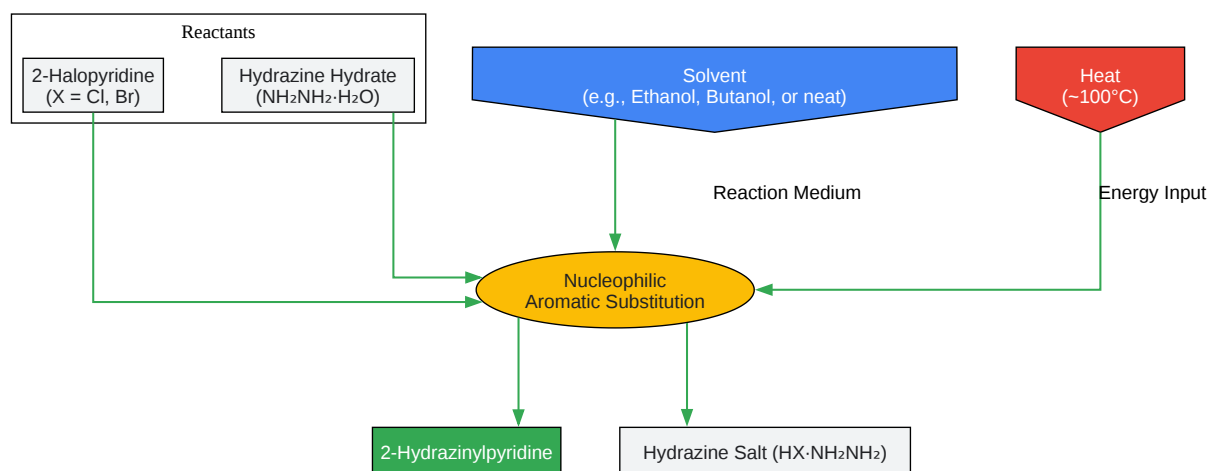 Reactants
2-Halopyridine
(X = Cl, Br)
Hydrazine Hydrate
(NH₂NH₂·H₂O)
Solvent
(e.g., Ethanol, Butanol, or neat)
Heat
(~100°C)
Reaction Medium
Energy Input
Nucleophilic
Aromatic Substitution
2-Hydrazinylpyridine
Hydrazine Salt (HX·NH₂NH₂)